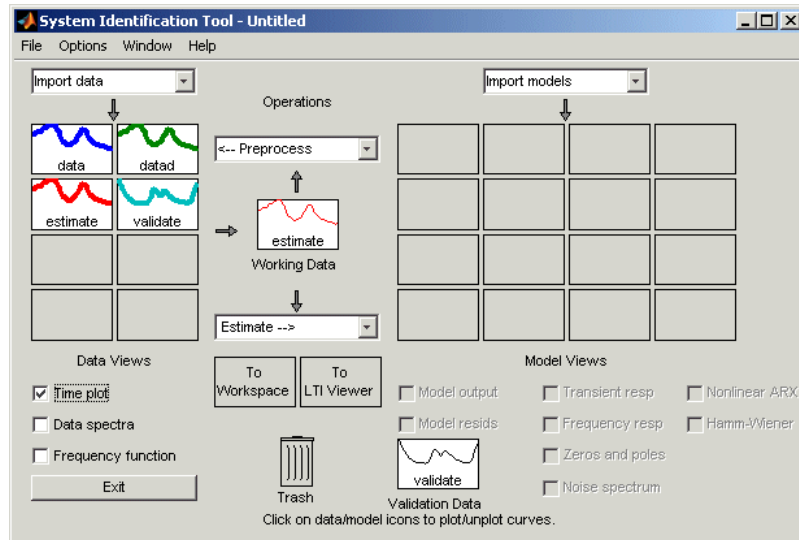 System Identification Tool - Untitled
File Options Window Help
Import data
Import models
Operations
data
datad
<-- Preprocess
estimate
validate
estimate
Working Data
Estimate -->
Data Views
To Workspace
To LTI Viewer
Model Views
Time plot
Model output
Transient resp
Nonlinear ARX
Data spectra
Model resids
Frequency resp
Hamm-Wiener
Frequency function
Zeros and poles
validate
Exit
Trash
Validation Data
Noise spectrum
Click on data/model icons to plot/unplot curves.